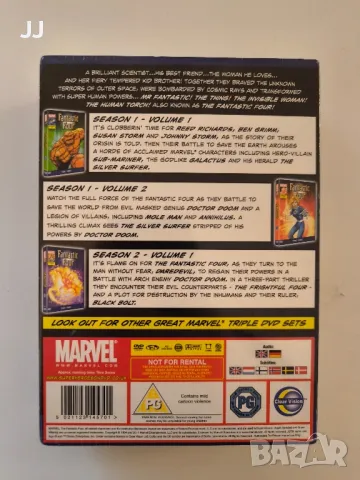 JJ
A BRILLIANT SCIENTIST...HIS BEST FRIEND...THE WOMAN HE LOVES...
AND HER FIERY TEMPERED KID BROTHER! TOGETHER THEY BRAVED THE UNKNOWN
TERRORS OF OUTER SPACE, WERE BOMBARDED BY COSMIC RAYS AND TRANSFORMED
WITH SUPER HUMAN POWERS... MR FANTASTIC! THE THING! THE INVISIBLE WOMAN!
THE HUMAN TORCH! ALSO KNOWN AS THE FANTASTIC FOUR!
SEASON 1 - VOLUME 1
IT'S CLOBBERIN' TIME FOR REED RICHARDS, BEN GRIMM,
SUSAN STORM & JOHNNY STORM AS THE STORY OF THEIR
ORIGIN IS TOLD. THEN THEIR BATTLE TO SAVE THE EARTH AROUSES
A HORDE OF ACCLAIMED MARVEL CHARACTERS INCLUDING HERO-VILLAIN
SUB-MARINER, THE GODLIKE GALACTUS AND HIS HERALD THE
SILVER SURFER.
SEASON 1 - VOLUME 2
WATCH THE FULL FORCE OF THE FANTASTIC FOUR AS THEY BATTLE TO
SAVE THE WORLD FROM EVIL MASKED GENIUS DOCTOR DOOM AND A
LEGION OF VILLAINS, INCLUDING MOLE MAN AND ANNIHILUS. A
THRILLING CLIMAX SEES THE SILVER SURFER STRIPPED OF HIS
POWERS BY DOCTOR DOOM.
SEASON 2 - VOLUME 1
IT'S FLAME ON FOR THE FANTASTIC FOUR, AS THEY TURN TO THE
MAN WITHOUT FEAR, DAREDEVIL, TO REGAIN THEIR POWERS IN A
BATTLE WITH ARCH ENEMY DOCTOR DOOM. IN A THREE-PART THRILLER
THEY ENCOUNTER THEIR EVIL COUNTERPARTS - THE FRIGHTFUL FOUR -
AND A PLOT FOR DESTRUCTION BY THE INHUMANS AND THEIR RULER;
BLACK BOLT.
LOOK OUT FOR OTHER GREAT MARVEL TRIPLE DVD SETS
MARVEL
NOT FOR RENTAL
Audio:
Subs:
PG
Contains mild
cartoon violence
PG
Clear Vision
bazar.bg